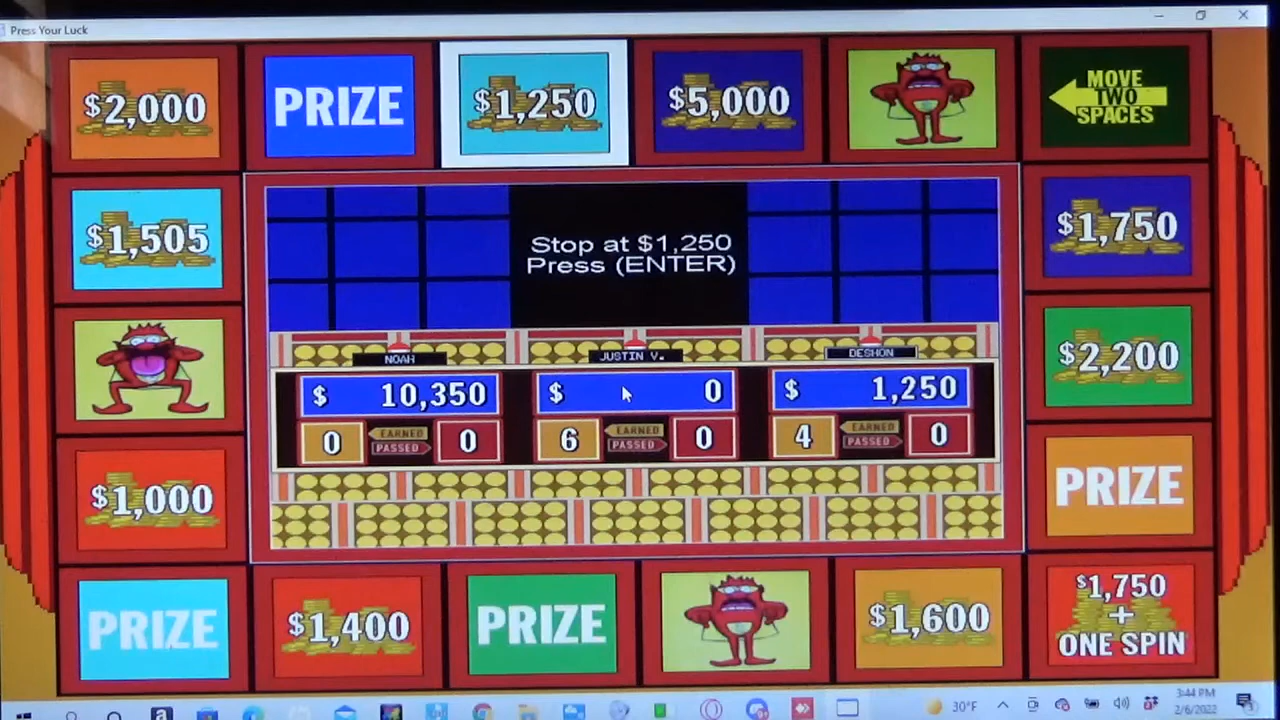 Press Your Luck
$2,000
PRIZE
$1,250
$5,000
MOVE
TWO
SPACES
$1,505
$1,750
Stop at $1,250
Press (ENTER)
$2,200
NOAH
JUSTIN V.
DESHON
$ 10,350
$ 0
$ 1,250
0
EARNED
PASSED
0
6
EARNED
PASSED
0
4
EARNED
PASSED
0
$1,000
PRIZE
PRIZE
$1,400
PRIZE
$1,600
$1,750
+
ONE SPIN
30°F
3:44 PM
2/6/2022